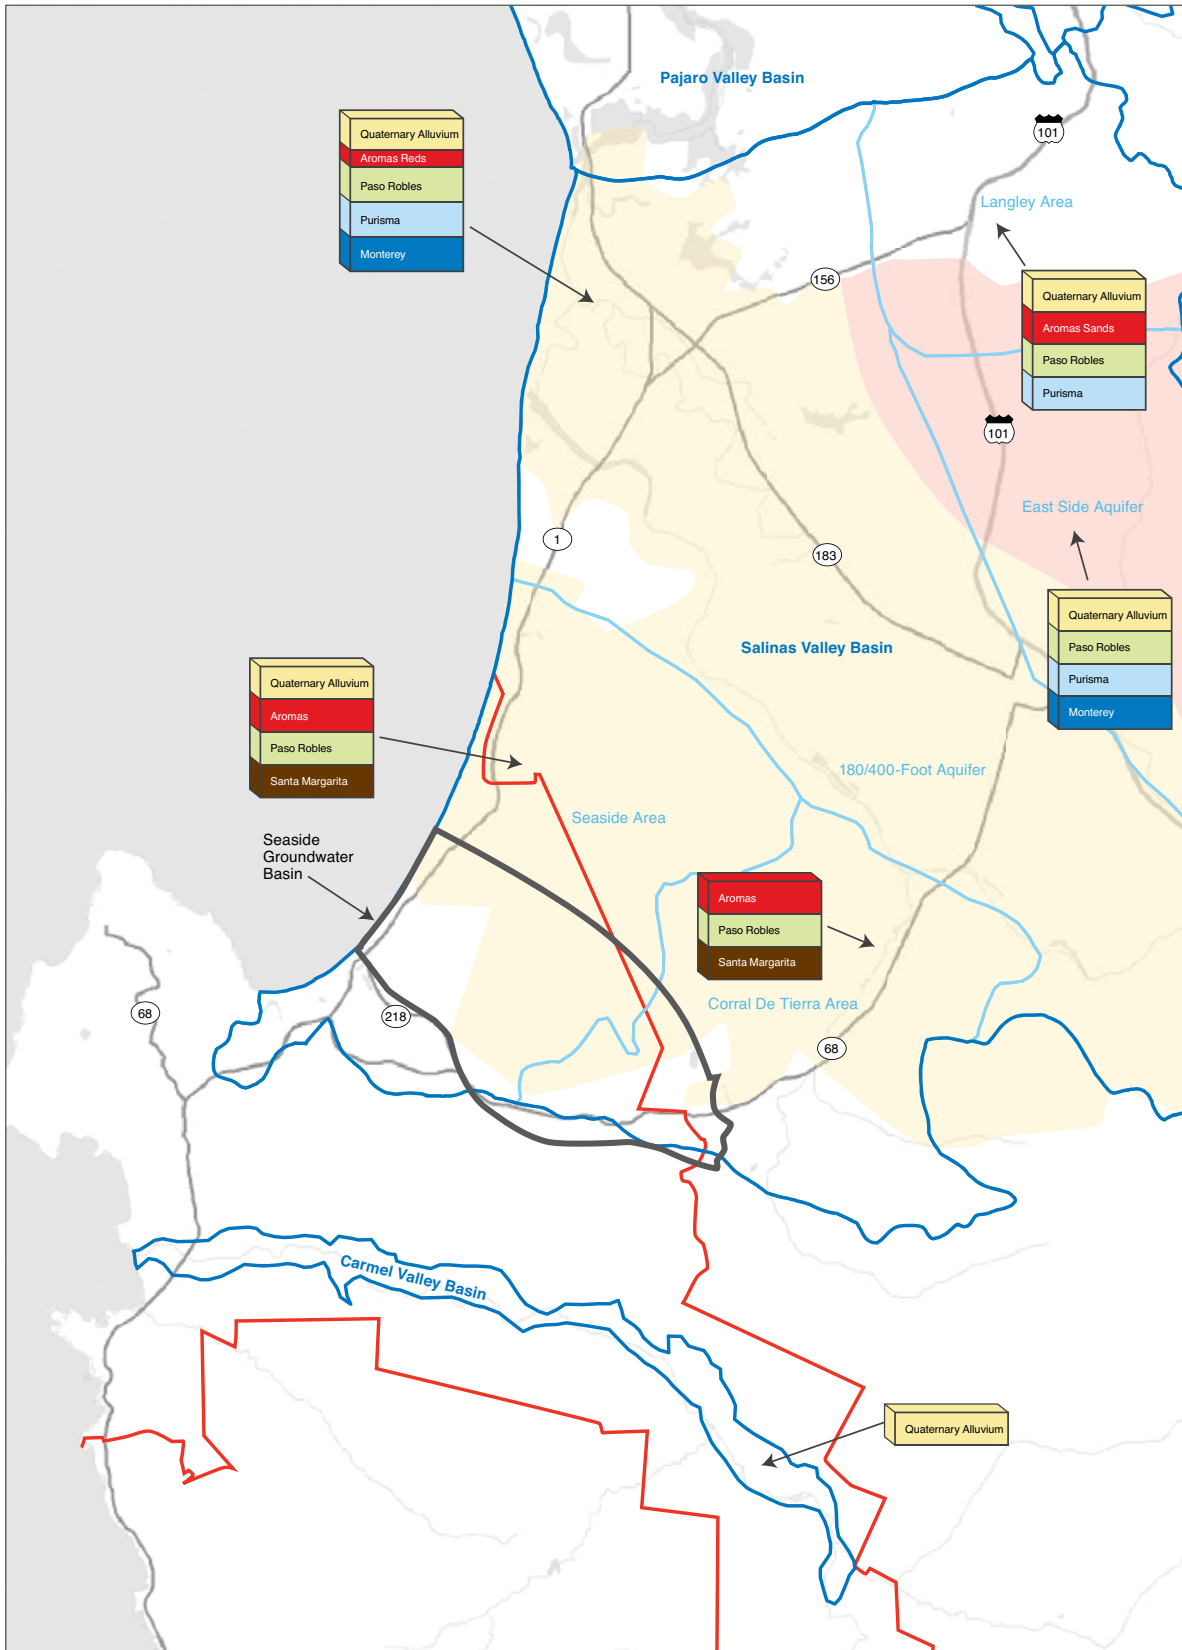 Pajaro Valley Basin
101
Quaternary Alluvium
Aromas Reds
Paso Robles
Purisma
Monterey
Langley Area
156
Quaternary Alluvium
Aromas Sands
Paso Robles
Purisma
101
East Side Aquifer
1
183
Quaternary Alluvium
Paso Robles
Purisma
Monterey
Salinas Valley Basin
Quaternary Alluvium
Aromas
Paso Robles
Santa Margarita
180/400-Foot Aquifer
Seaside Area
Seaside
Groundwater
Basin
Aromas
Paso Robles
Santa Margarita
Corral De Tierra Area
68
218
68
Carmel Valley Basin
Quaternary Alluvium